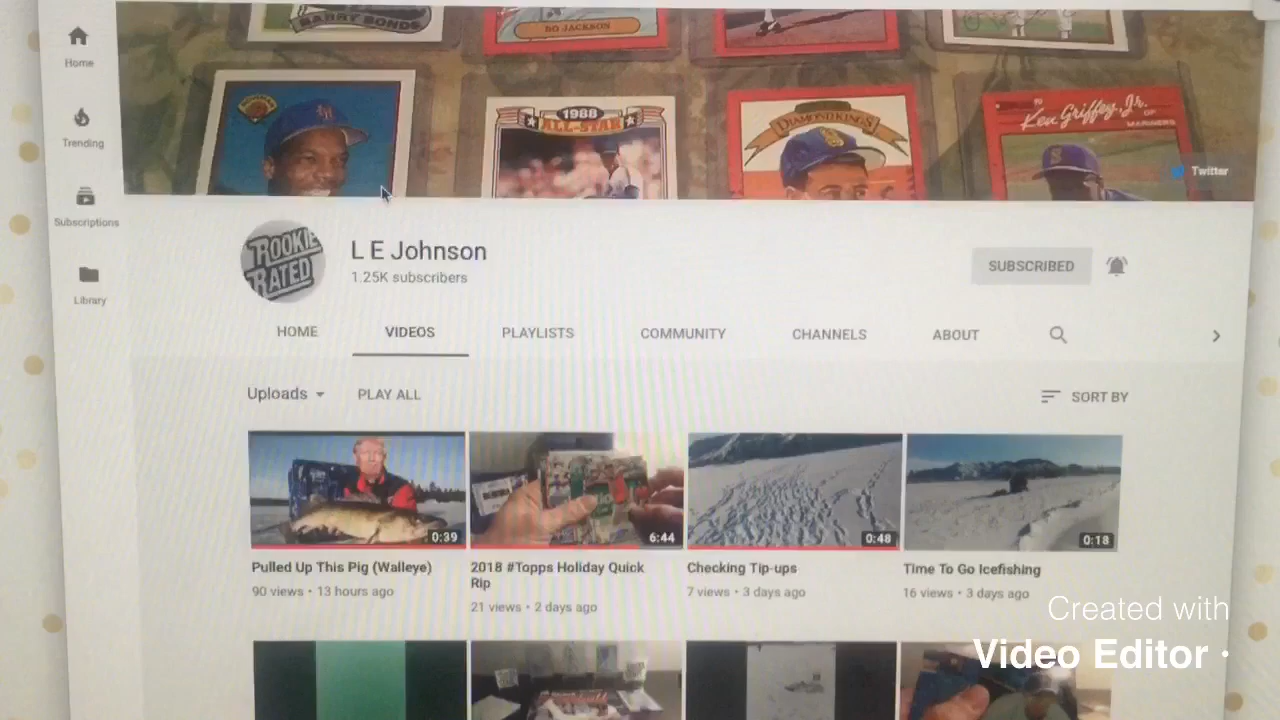 BARRY BONDS
BO JACKSON
Home
Trending
Subscriptions
Library
1988
ALL-STAR
DIAMOND KINGS
Ken Griffey, Jr.
OF
MARINERS
Twitter
ROOKIE
RATED
L E Johnson
1.25K subscribers
SUBSCRIBED
HOME VIDEOS PLAYLISTS COMMUNITY CHANNELS ABOUT
Uploads PLAY ALL SORT BY
0:39 6:44 0:48 0:18
Pulled Up This Pig (Walleye)
90 views • 13 hours ago
2018 #Topps Holiday Quick
Rip
21 views • 2 days ago
Checking Tip-ups
7 views • 3 days ago
Time To Go Icefishing
16 views • 3 days ago
Created with
Video Editor